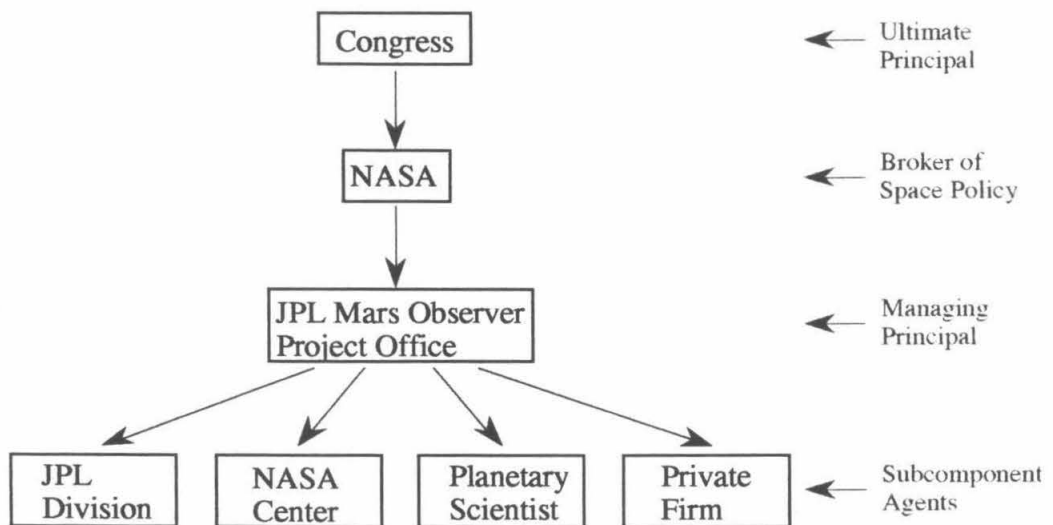 Congress
Ultimate
Principal
NASA
Broker of
Space Policy
JPL Mars Observer
Project Office
Managing
Principal
JPL
Division
NASA
Center
Planetary
Scientist
Private
Firm
Subcomponent
Agents